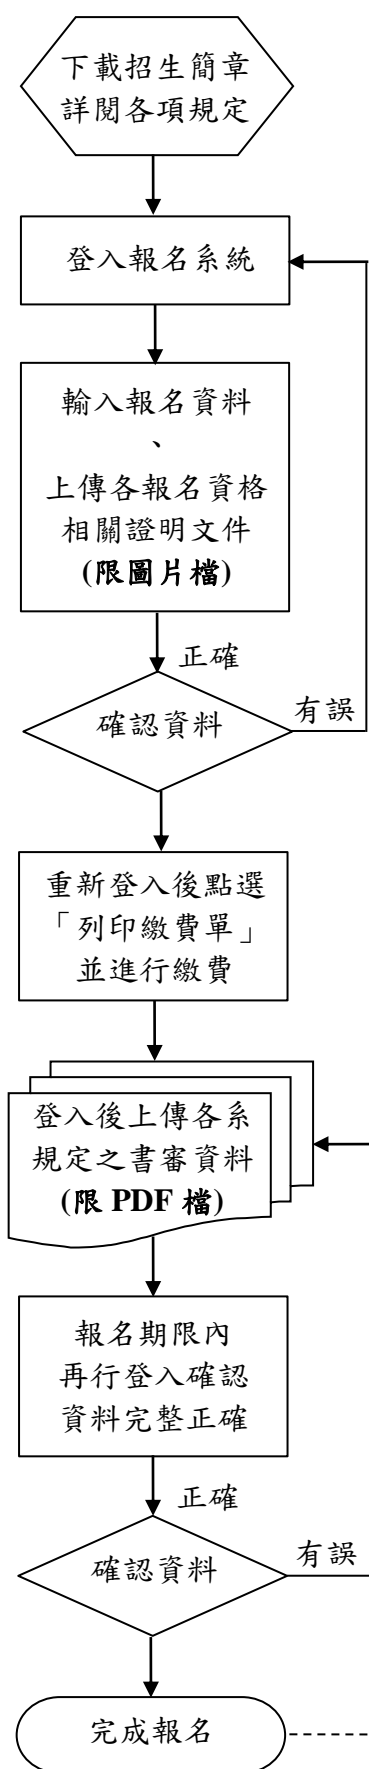 下載招生簡章
詳閱各項規定
登入報名系統
輸入報名資料
、
上傳各報名資格
相關證明文件
(限圖片檔)
正確
確認資料
有誤
重新登入後點選
「列印繳費單」
並進行繳費
登入後上傳各系
規定之書審資料
(限 PDF 檔)
報名期限內
再行登入確認
資料完整正確
正確
確認資料
有誤
完成報名